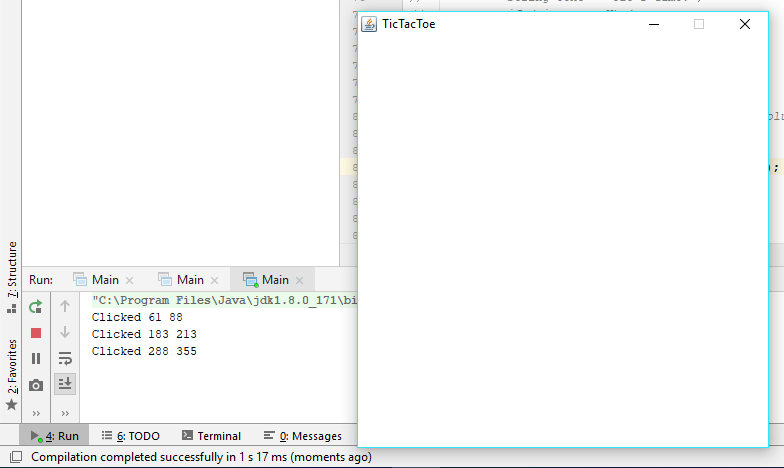 TicTacToe
7: Structure
2: Favorites
Run:
Main
Main
Main
"C:\Program Files\Java\jdk1.8.0_171\bi
Clicked 61 88
Clicked 183 213
Clicked 288 355
>>
>>
4: Run
6: TODO
Terminal
0: Messages
Compilation completed successfully in 1 s 17 ms (moments ago)